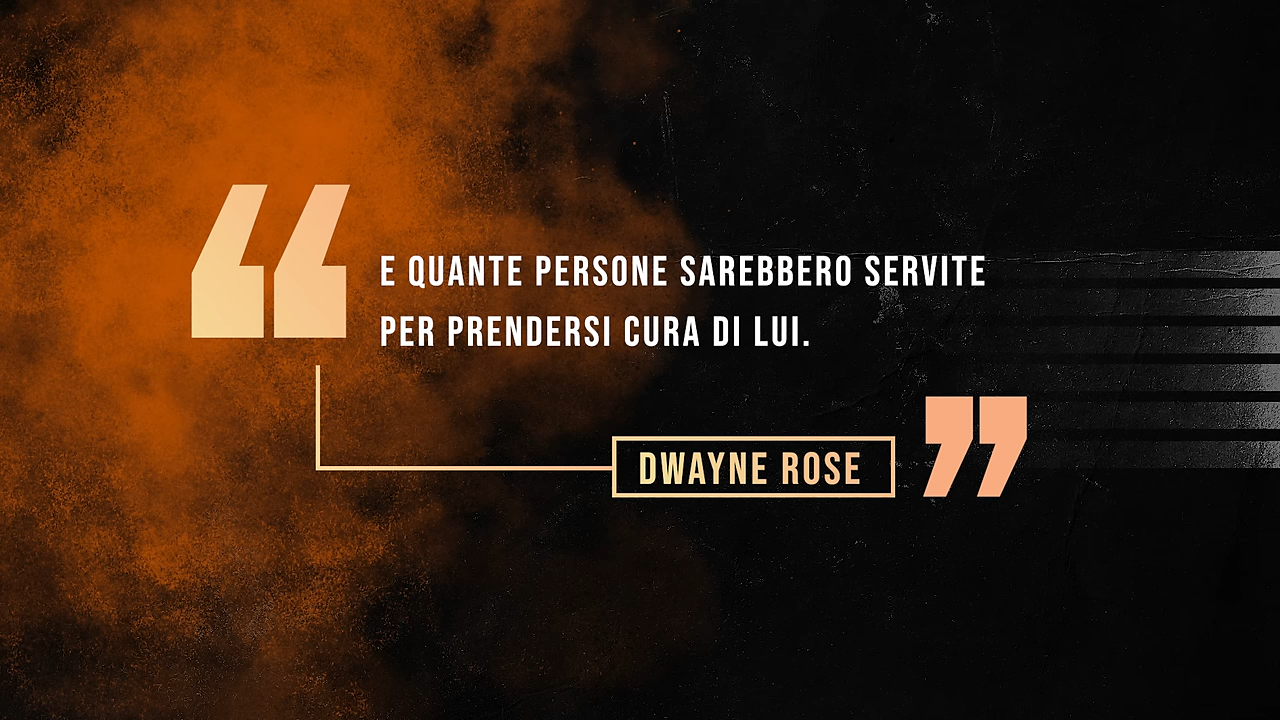 E QUANTE PERSONE SAREBBERO SERVITE
PER PRENDERSI CURA DI LUI.
DWAYNE ROSE